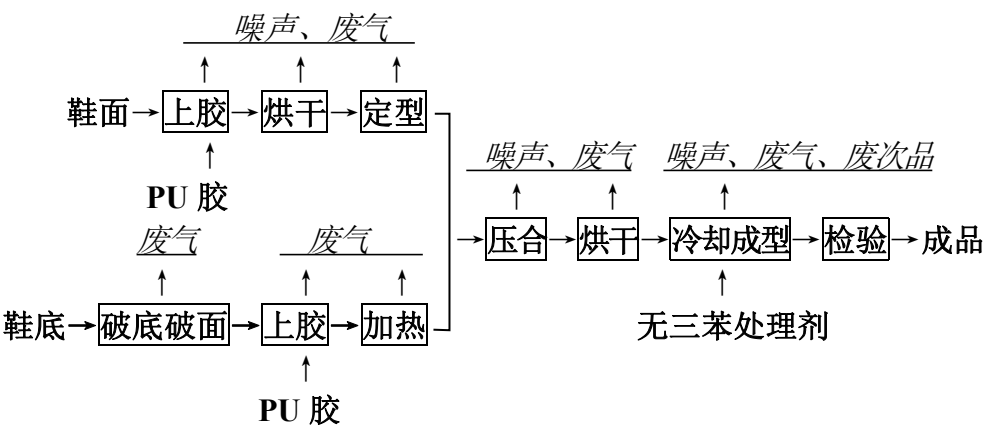 噪声、废气
鞋面 上胶 烘干 定型
PU 胶
噪声、废气 噪声、废气、废次品
废气 废气
压合 烘干 冷却成型 检验 成品
鞋底 破底破面 上胶 加热
无三苯处理剂
PU 胶